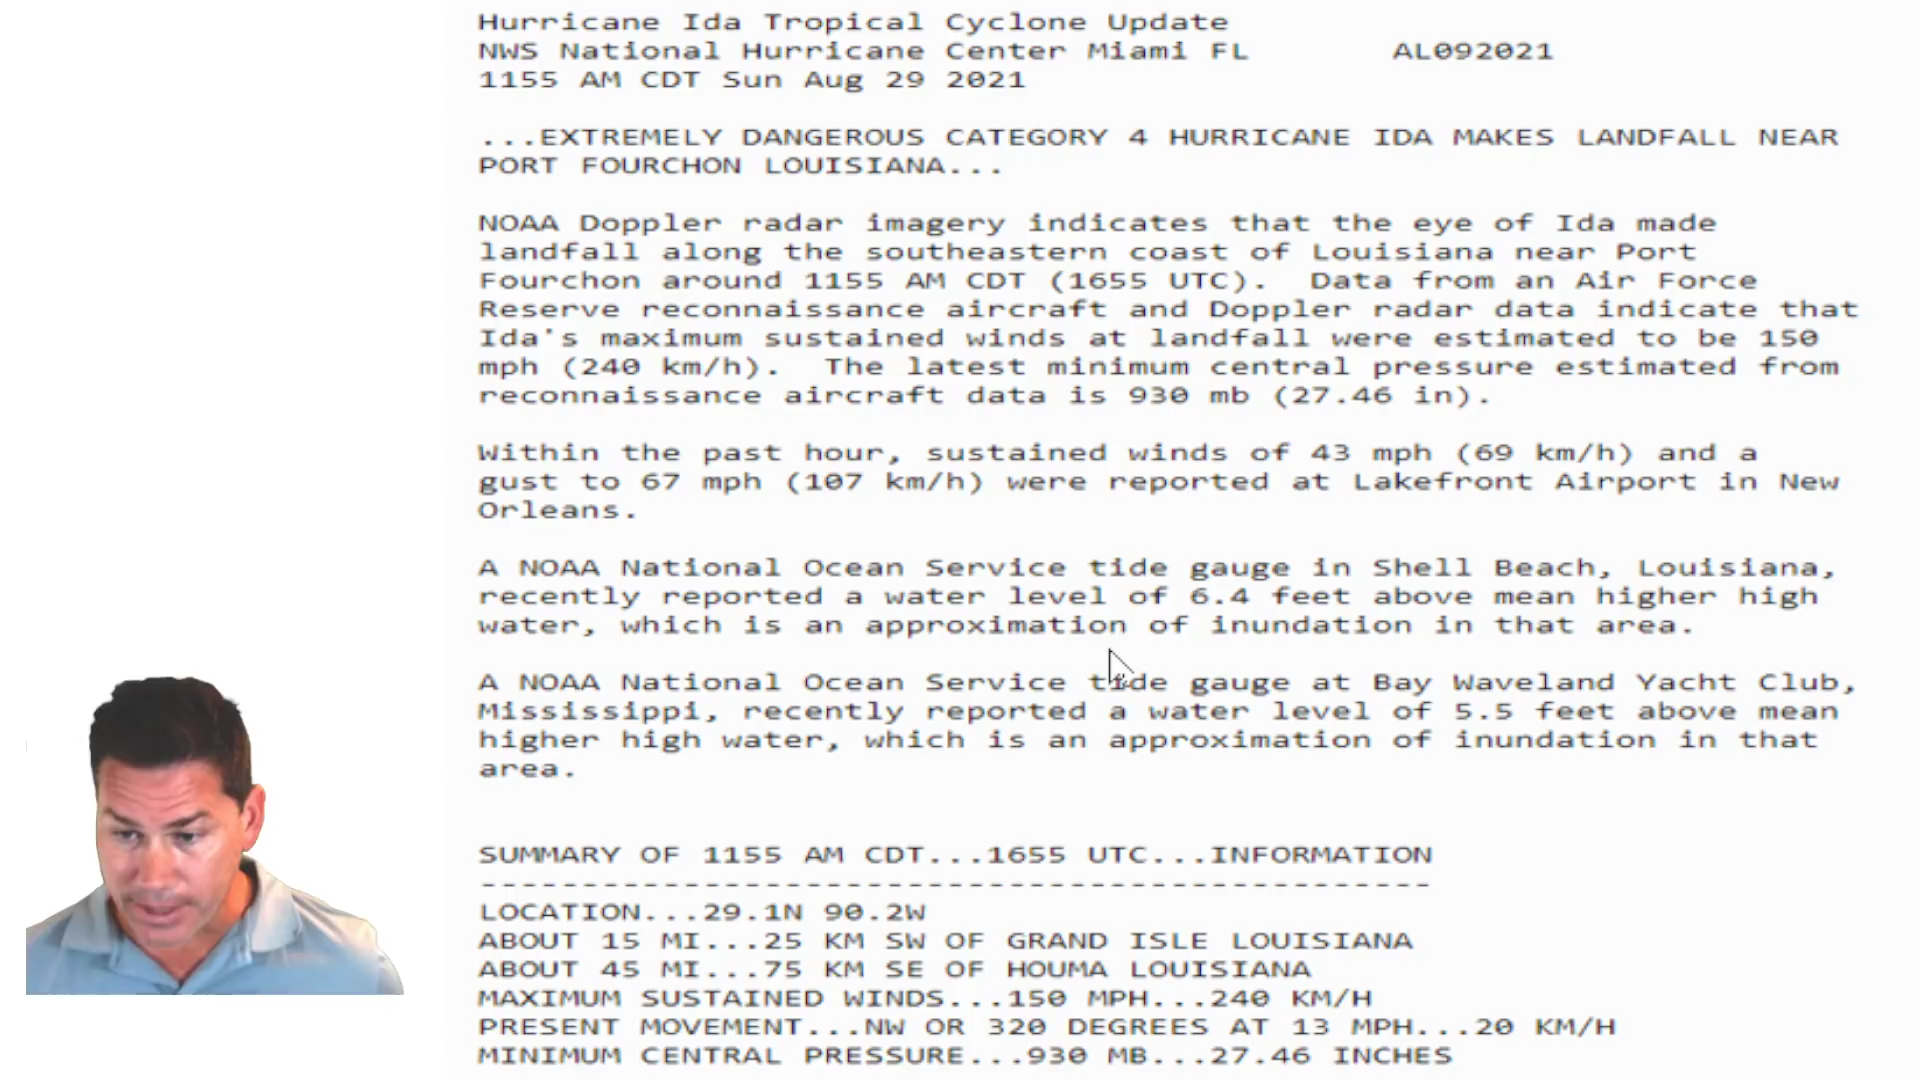 Hurricane Ida Tropical Cyclone Update
NWS National Hurricane Center Miami FL AL092021
1155 AM CDT Sun Aug 29 2021
...EXTREMELY DANGEROUS CATEGORY 4 HURRICANE IDA MAKES LANDFALL NEAR
PORT FOURCHON LOUISIANA...
NOAA Doppler radar imagery indicates that the eye of Ida made
landfall along the southeastern coast of Louisiana near Port
Fourchon around 1155 AM CDT (1655 UTC). Data from an Air Force
Reserve reconnaissance aircraft and Doppler radar data indicate that
Ida's maximum sustained winds at landfall were estimated to be 150
mph (240 km/h). The latest minimum central pressure estimated from
reconnaissance aircraft data is 930 mb (27.46 in).
Within the past hour, sustained winds of 43 mph (69 km/h) and a
gust to 67 mph (107 km/h) were reported at Lakefront Airport in New
Orleans.
A NOAA National Ocean Service tide gauge in Shell Beach, Louisiana,
recently reported a water level of 6.4 feet above mean higher high
water, which is an approximation of inundation in that area.
A NOAA National Ocean Service tide gauge at Bay Waveland Yacht Club,
Mississippi, recently reported a water level of 5.5 feet above mean
higher high water, which is an approximation of inundation in that
area.
SUMMARY OF 1155 AM CDT...1655 UTC...INFORMATION
-----------------------------------------------
LOCATION...29.1N 90.2W
ABOUT 15 MI...25 KM SW OF GRAND ISLE LOUISIANA
ABOUT 45 MI...75 KM SE OF HOUMA LOUISIANA
MAXIMUM SUSTAINED WINDS...150 MPH...240 KM/H
PRESENT MOVEMENT...NW OR 320 DEGREES AT 13 MPH...20 KM/H
MINIMUM CENTRAL PRESSURE...930 MB...27.46 INCHES